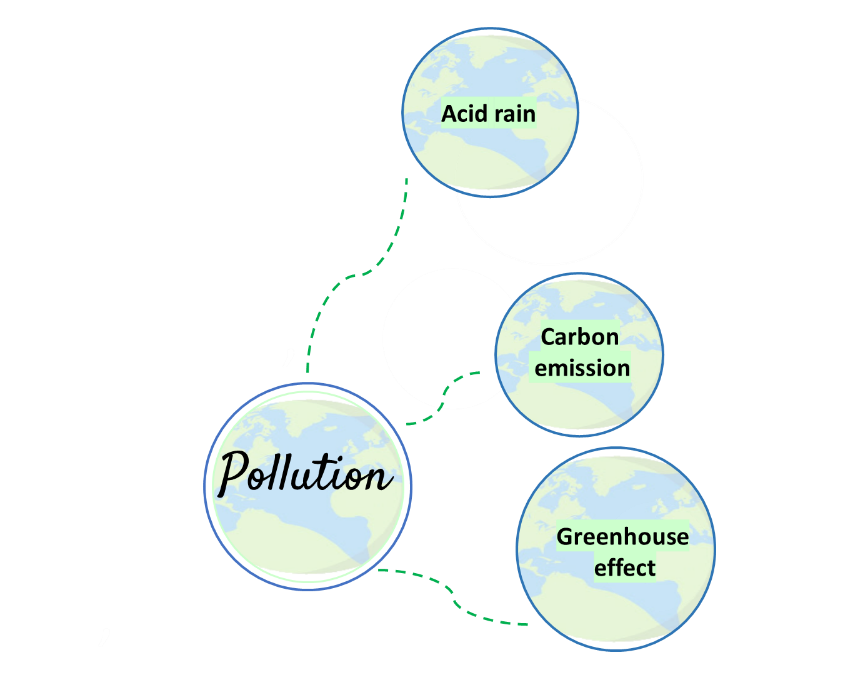 Acid rain
Carbon
emission
Pollution
Greenhouse
effect